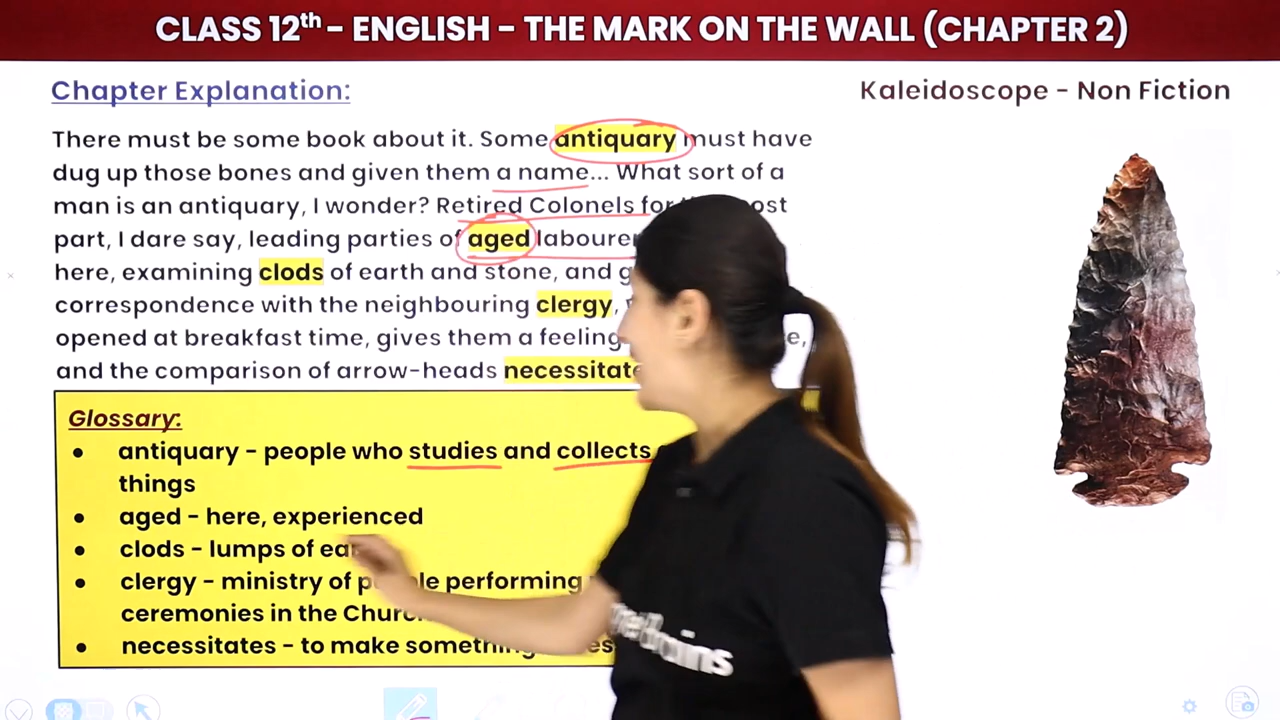 CLASS 12th - ENGLISH - THE MARK ON THE WALL (CHAPTER 2)
Chapter Explanation:
Kaleidoscope - Non Fiction
There must be some book about it. Some antiquary must have
dug up those bones and given them a name... What sort of a
man is an antiquary, I wonder? Retired Colonels for
part, I dare say, leading parties of aged
here, examining clods of earth and stone, and
correspondence with the neighbouring clergy,
opened at breakfast time, gives them a feeling
and the comparison of arrow-heads
Glossary:
• antiquary - people who studies and collects
things
• aged - here, experienced
• clods - lumps of
• clergy - ministry of performing
ceremonies in the
• necessitates - to make